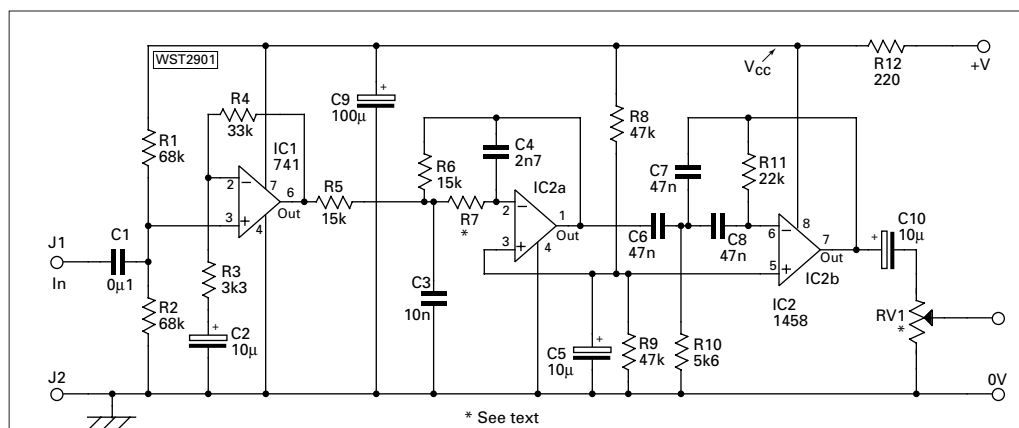 WST2901
VCC
R12
220
+V
R4
33k
R1
68k
IC1
741
2
3
7
6
4
Out
C9
100µ
+
R5
15k
R6
15k
C4
2n7
R7
*
IC2a
2
3
1
4
Out
R8
47k
C7
47n
R11
22k
C6
47n
C8
47n
6
5
8
7
Out
IC2b
IC2
1458
C10
10µ
+
J1
In
C1
0µ1
R3
3k3
R2
68k
C2
10µ
+
C3
10n
C5
10µ
+
R9
47k
R10
5k6
RV1
*
J2
0V
* See text